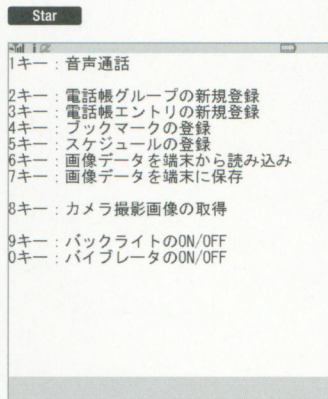 Star
1キー：音声通話
2キー：電話帳グループの新規登録
3キー：電話帳エントリの新規登録
4キー：ブックマークの登録
5キー：スケジュールの登録
6キー：画像データを端末から読み込み
7キー：画像データを端末に保存
8キー：カメラ撮影画像の取得
9キー：バックライトのON/OFF
0キー：バイブレータのON/OFF